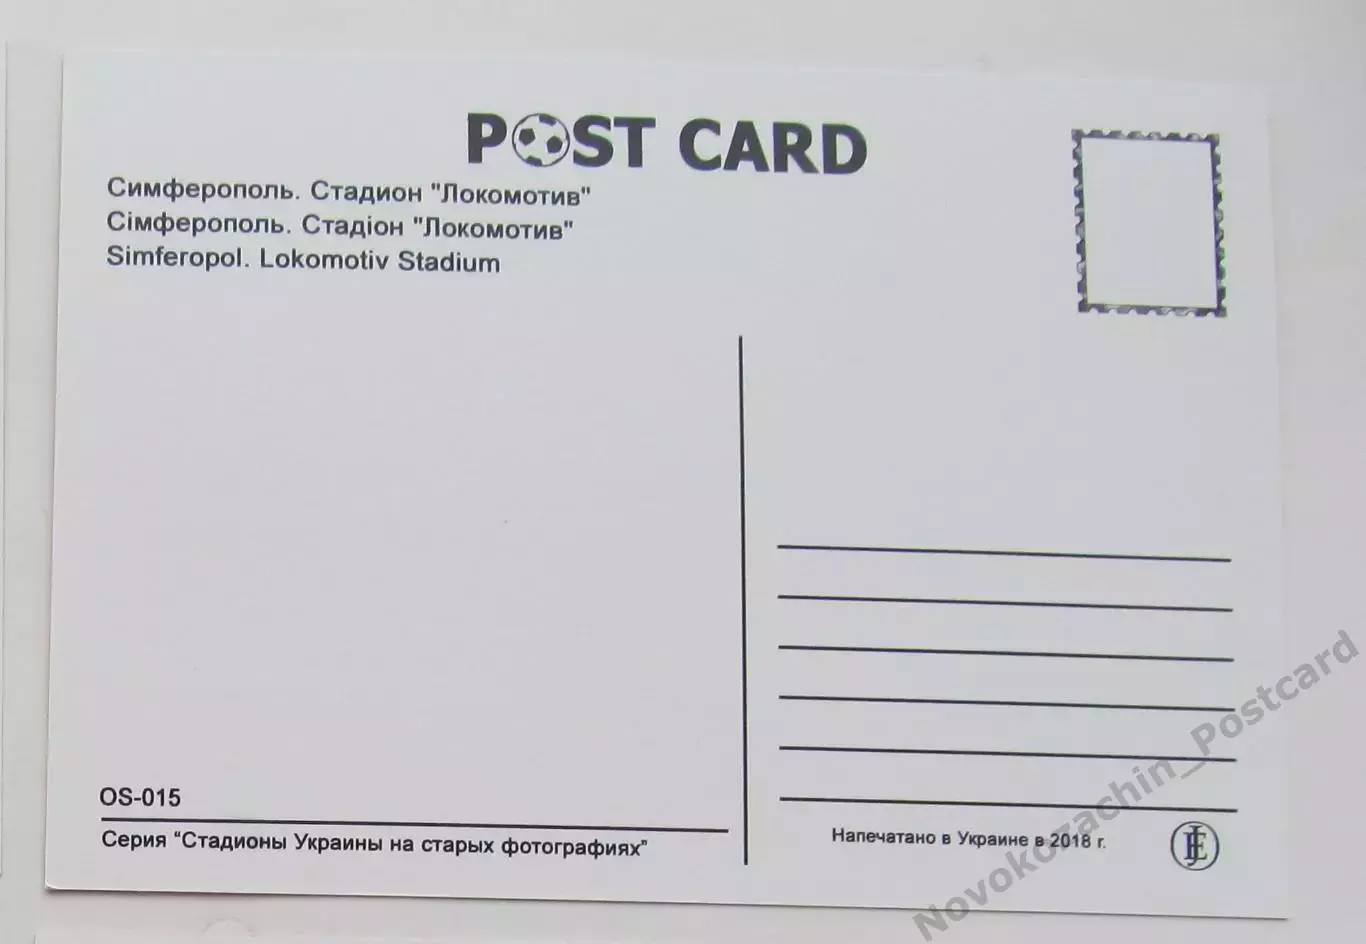 POST CARD
Симферополь. Стадион "Локомотив"
Сімферополь. Стадіон "Локомотив"
Simferopol. Lokomotiv Stadium
OS-015
Серия “Стадионы Украины на старых фотографиях”
Напечатано в Украине в 2018 г.
Novokozachin_Postcard